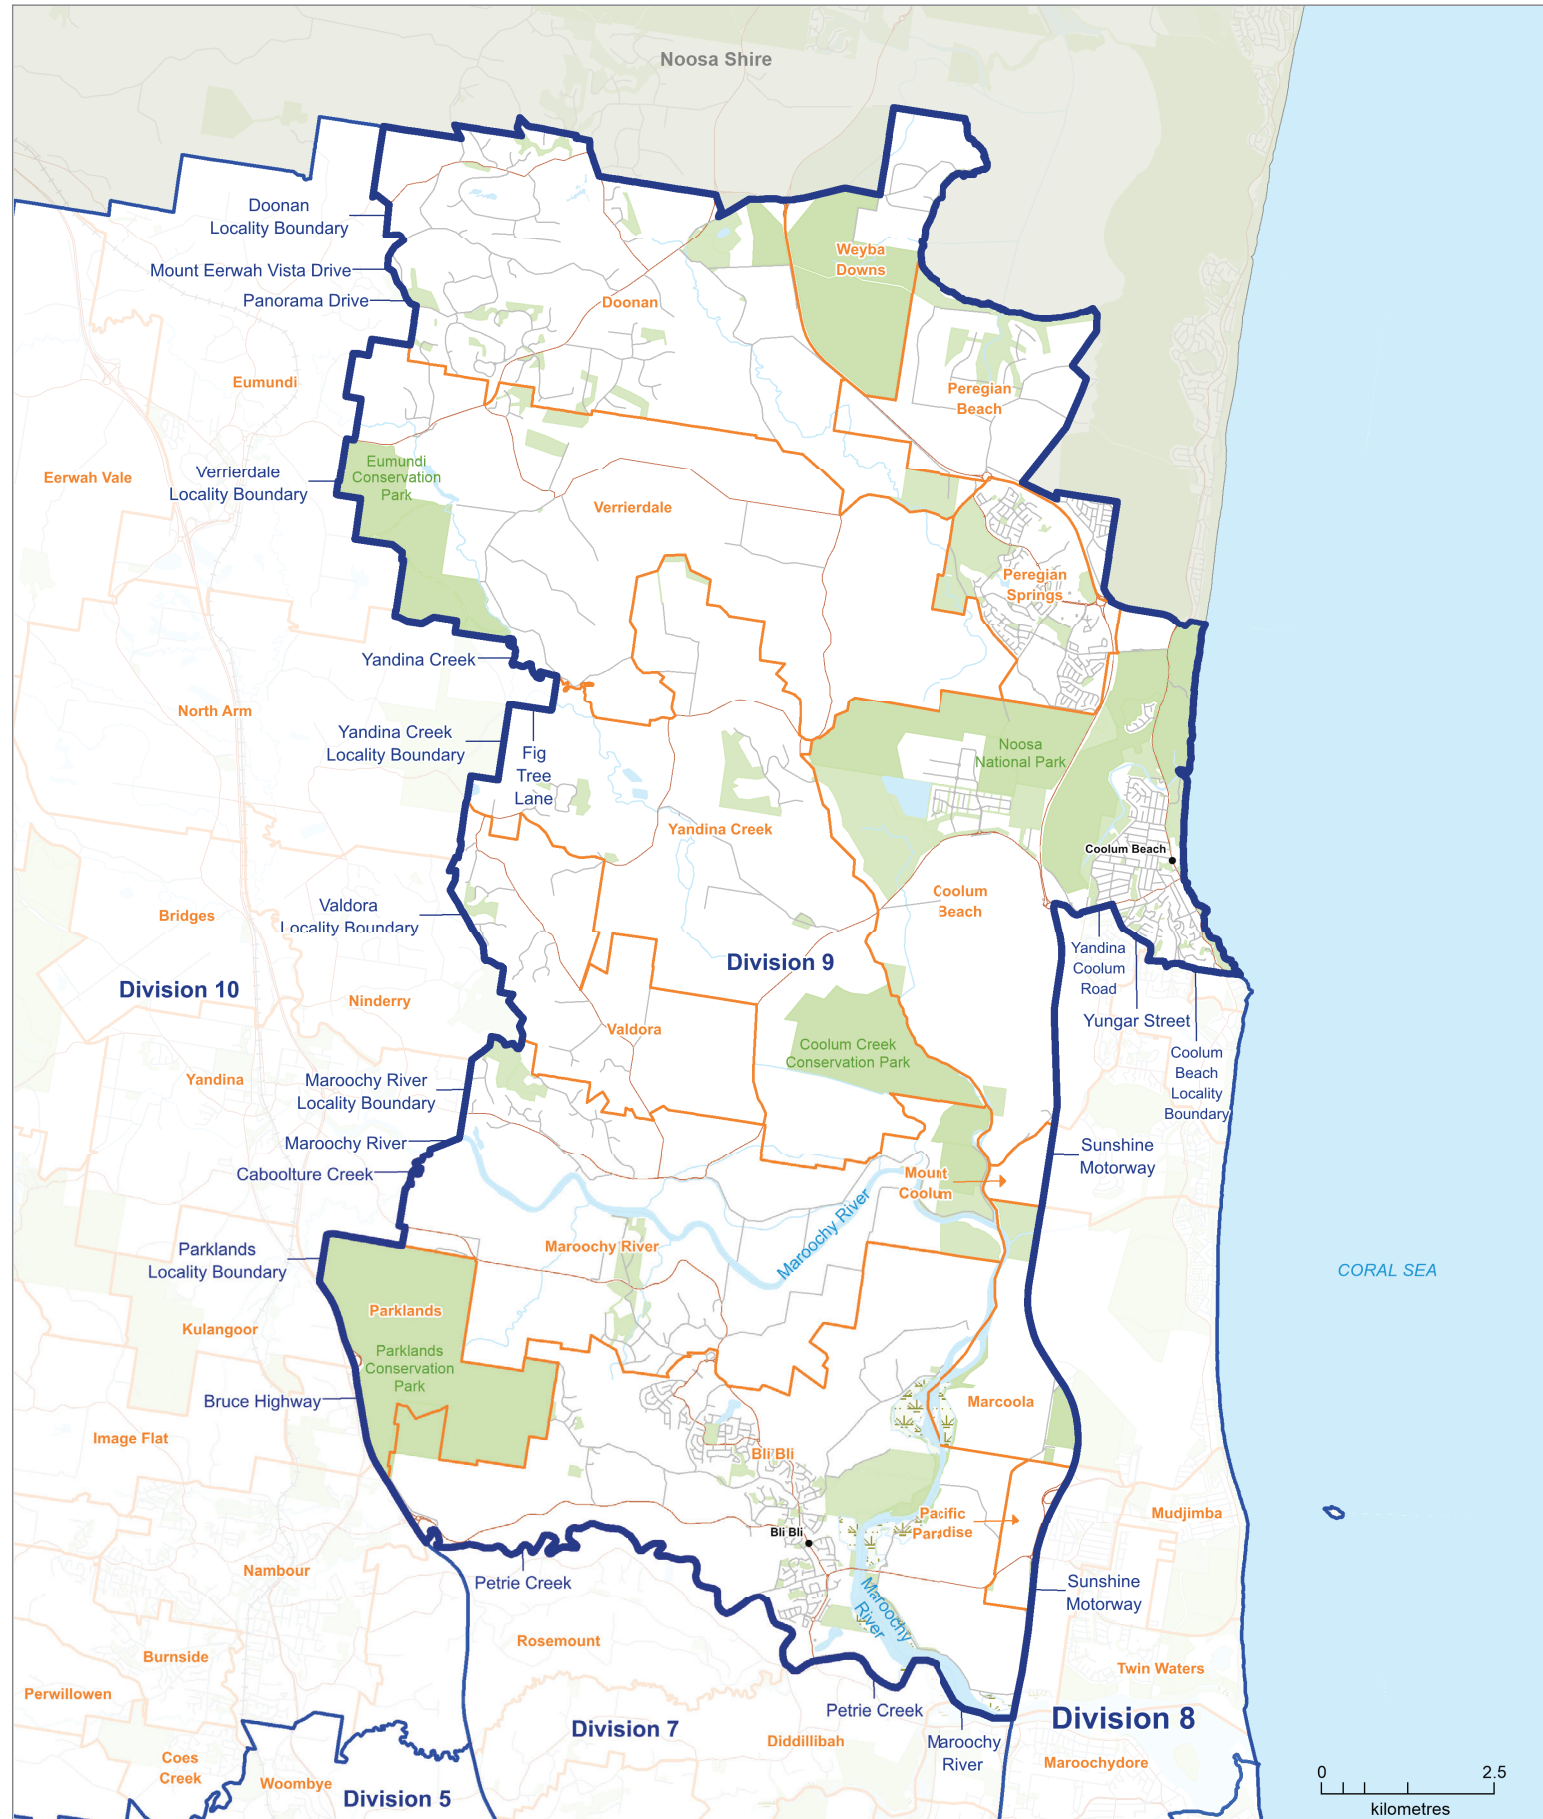 Noosa Shire
Doonan
Locality Boundary
Mount Eerwah Vista Drive
Panorama Drive
Weyba
Downs
Doonan
Eumundi
Peregian
Beach
Eerwah Vale
Verrierdale
Locality Boundary
Eumundi
Conservation
Park
Verrierdale
Peregian
Springs
Yandina Creek
North Arm
Yandina Creek
Locality Boundary
Fig
Tree
Lane
Noosa
National Park
Yandina Creek
Coolum Beach
Coolum
Beach
Bridges
Valdora
Locality Boundary
Division 9
Division 10
Ninderry
Yandina
Coolum
Road
Yungar Street
Valdora
Coolum Creek
Conservation Park
Coolum
Beach
Locality
Boundary
Yandina
Maroochy River
Locality Boundary
Maroochy River
Caboolture Creek
Sunshine
Motorway
Mount
Coolum
Maroochy River
Maroochy River
Parklands
Locality Boundary
CORAL SEA
Parklands
Kulangoor
Parklands
Conservation
Park
Bruce Highway
Marcoola
Image Flat
Bli Bli
Pacific
Paradise
Mudjimba
Bli Bli
Nambour
Petrie Creek
Sunshine
Motorway
Maroochy
River
Rosemount
Burnside
Twin Waters
Perwillowen
Petrie Creek
Division 8
Division 7
Diddillibah
Maroochy
River
Maroochydore
Coes
Creek
Woombye
Division 5
0 2.5
kilometres